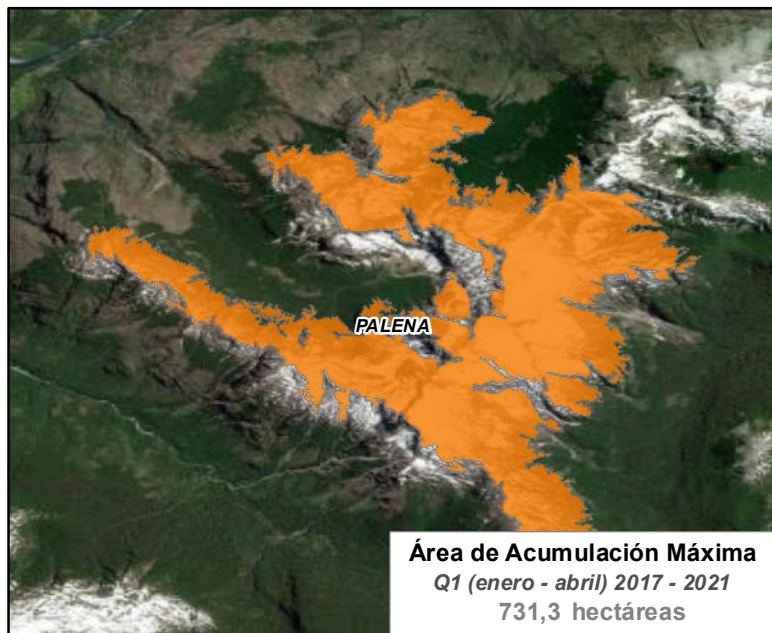 PALENA
Área de Acumulación Máxima
Q1 (enero - abril) 2017 - 2021
731,3 hectáreas